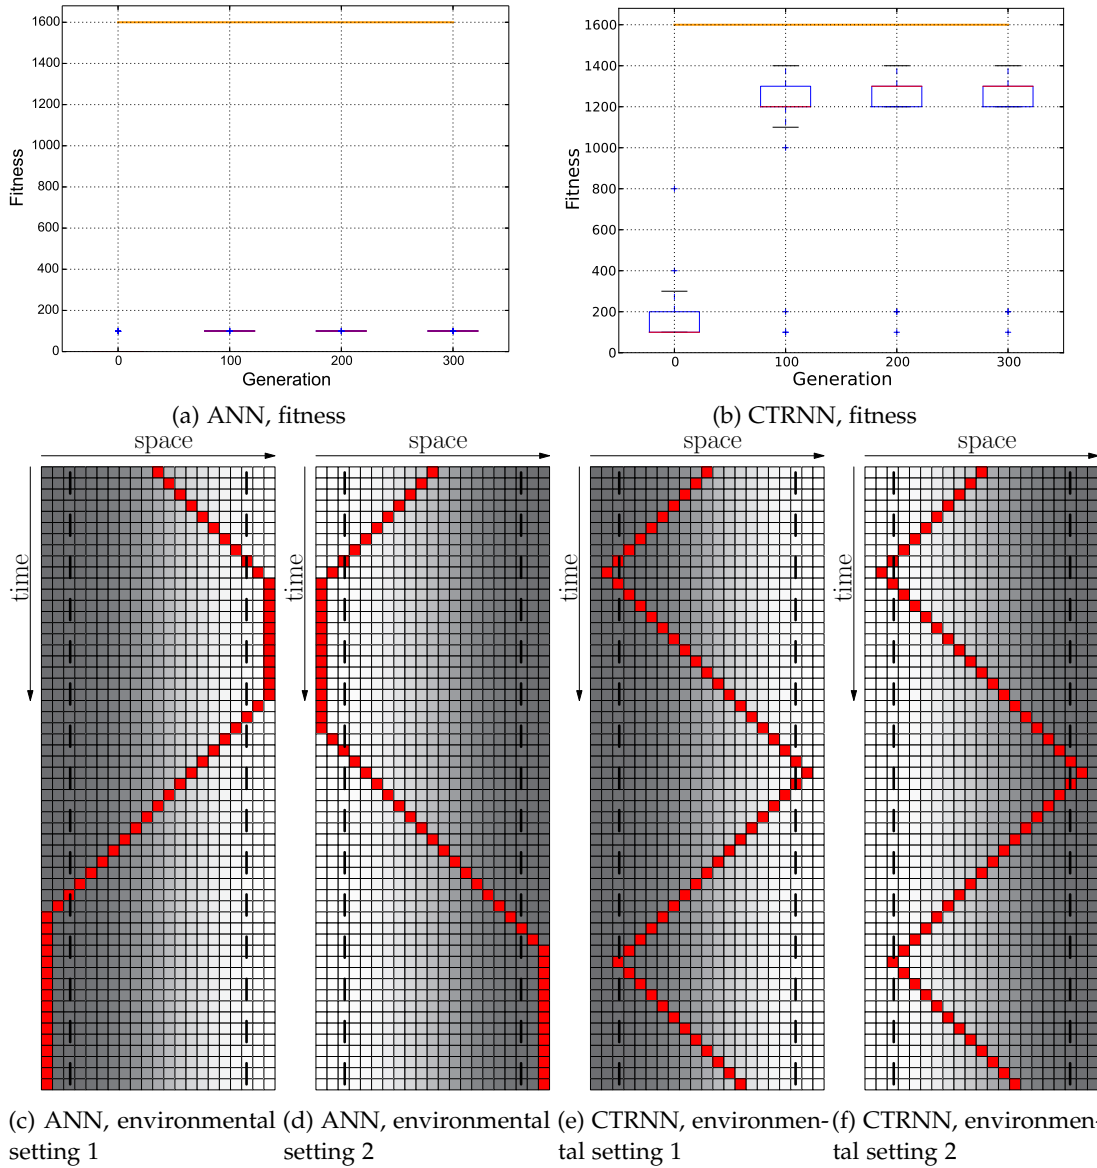 1600
1400
1200
1000
800
600
400
200
0
Fitness
0 100 200 300
Generation
(a) ANN, fitness
1600
1400
1200
1000
800
600
400
200
0
Fitness
0 100 200 300
Generation
(b) CTRNN, fitness
space
time
space
time
space
time
space
time
(c) ANN, environmental
setting 1
(d) ANN, environmental
setting 2
(e) CTRNN, environmen-
tal setting 1
(f) CTRNN, environmen-
tal setting 2